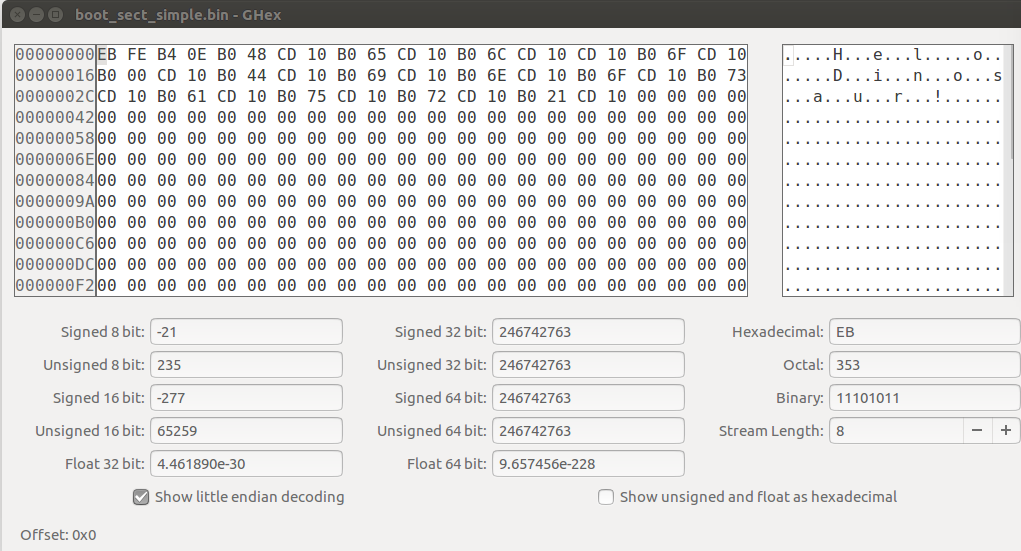 boot_sect_simple.bin - GHex
00000000 EB FE B4 0E B0 48 CD 10 B0 65 CD 10 B0 6C CD 10 CD 10 B0 6F CD 10 .....H...e...l.....o..
00000016 B0 00 CD 10 B0 44 CD 10 B0 69 CD 10 B0 6E CD 10 B0 6F CD 10 B0 73 .....D...i...n...o...s
0000002C CD 10 B0 61 CD 10 B0 75 CD 10 B0 72 CD 10 B0 21 CD 10 00 00 00 00 ...a...u...r...!......
00000042 00 00 00 00 00 00 00 00 00 00 00 00 00 00 00 00 00 00 00 00 00 00 ......................
00000058 00 00 00 00 00 00 00 00 00 00 00 00 00 00 00 00 00 00 00 00 00 00 ......................
0000006E 00 00 00 00 00 00 00 00 00 00 00 00 00 00 00 00 00 00 00 00 00 00 ......................
00000084 00 00 00 00 00 00 00 00 00 00 00 00 00 00 00 00 00 00 00 00 00 00 ......................
0000009A 00 00 00 00 00 00 00 00 00 00 00 00 00 00 00 00 00 00 00 00 00 00 ......................
000000B0 00 00 00 00 00 00 00 00 00 00 00 00 00 00 00 00 00 00 00 00 00 00 ......................
000000C6 00 00 00 00 00 00 00 00 00 00 00 00 00 00 00 00 00 00 00 00 00 00 ......................
000000DC 00 00 00 00 00 00 00 00 00 00 00 00 00 00 00 00 00 00 00 00 00 00 ......................
000000F2 00 00 00 00 00 00 00 00 00 00 00 00 00 00 00 00 00 00 00 00 00 00 ......................
Signed 8 bit: -21 Signed 32 bit: 246742763 Hexadecimal: EB
Unsigned 8 bit: 235 Unsigned 32 bit: 246742763 Octal: 353
Signed 16 bit: -277 Signed 64 bit: 246742763 Binary: 11101011
Unsigned 16 bit: 65259 Unsigned 64 bit: 246742763 Stream Length: 8 − +
Float 32 bit: 4.461890e-30 Float 64 bit: 9.657456e-228
Show little endian decoding Show unsigned and float as hexadecimal
Offset: 0x0